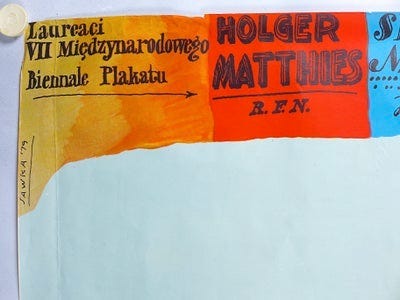 Laureaci
VII Międzynarodowego
Biennale Plakatu
HOLGER
MATTHIES
R.F.N.
SAWKA '79